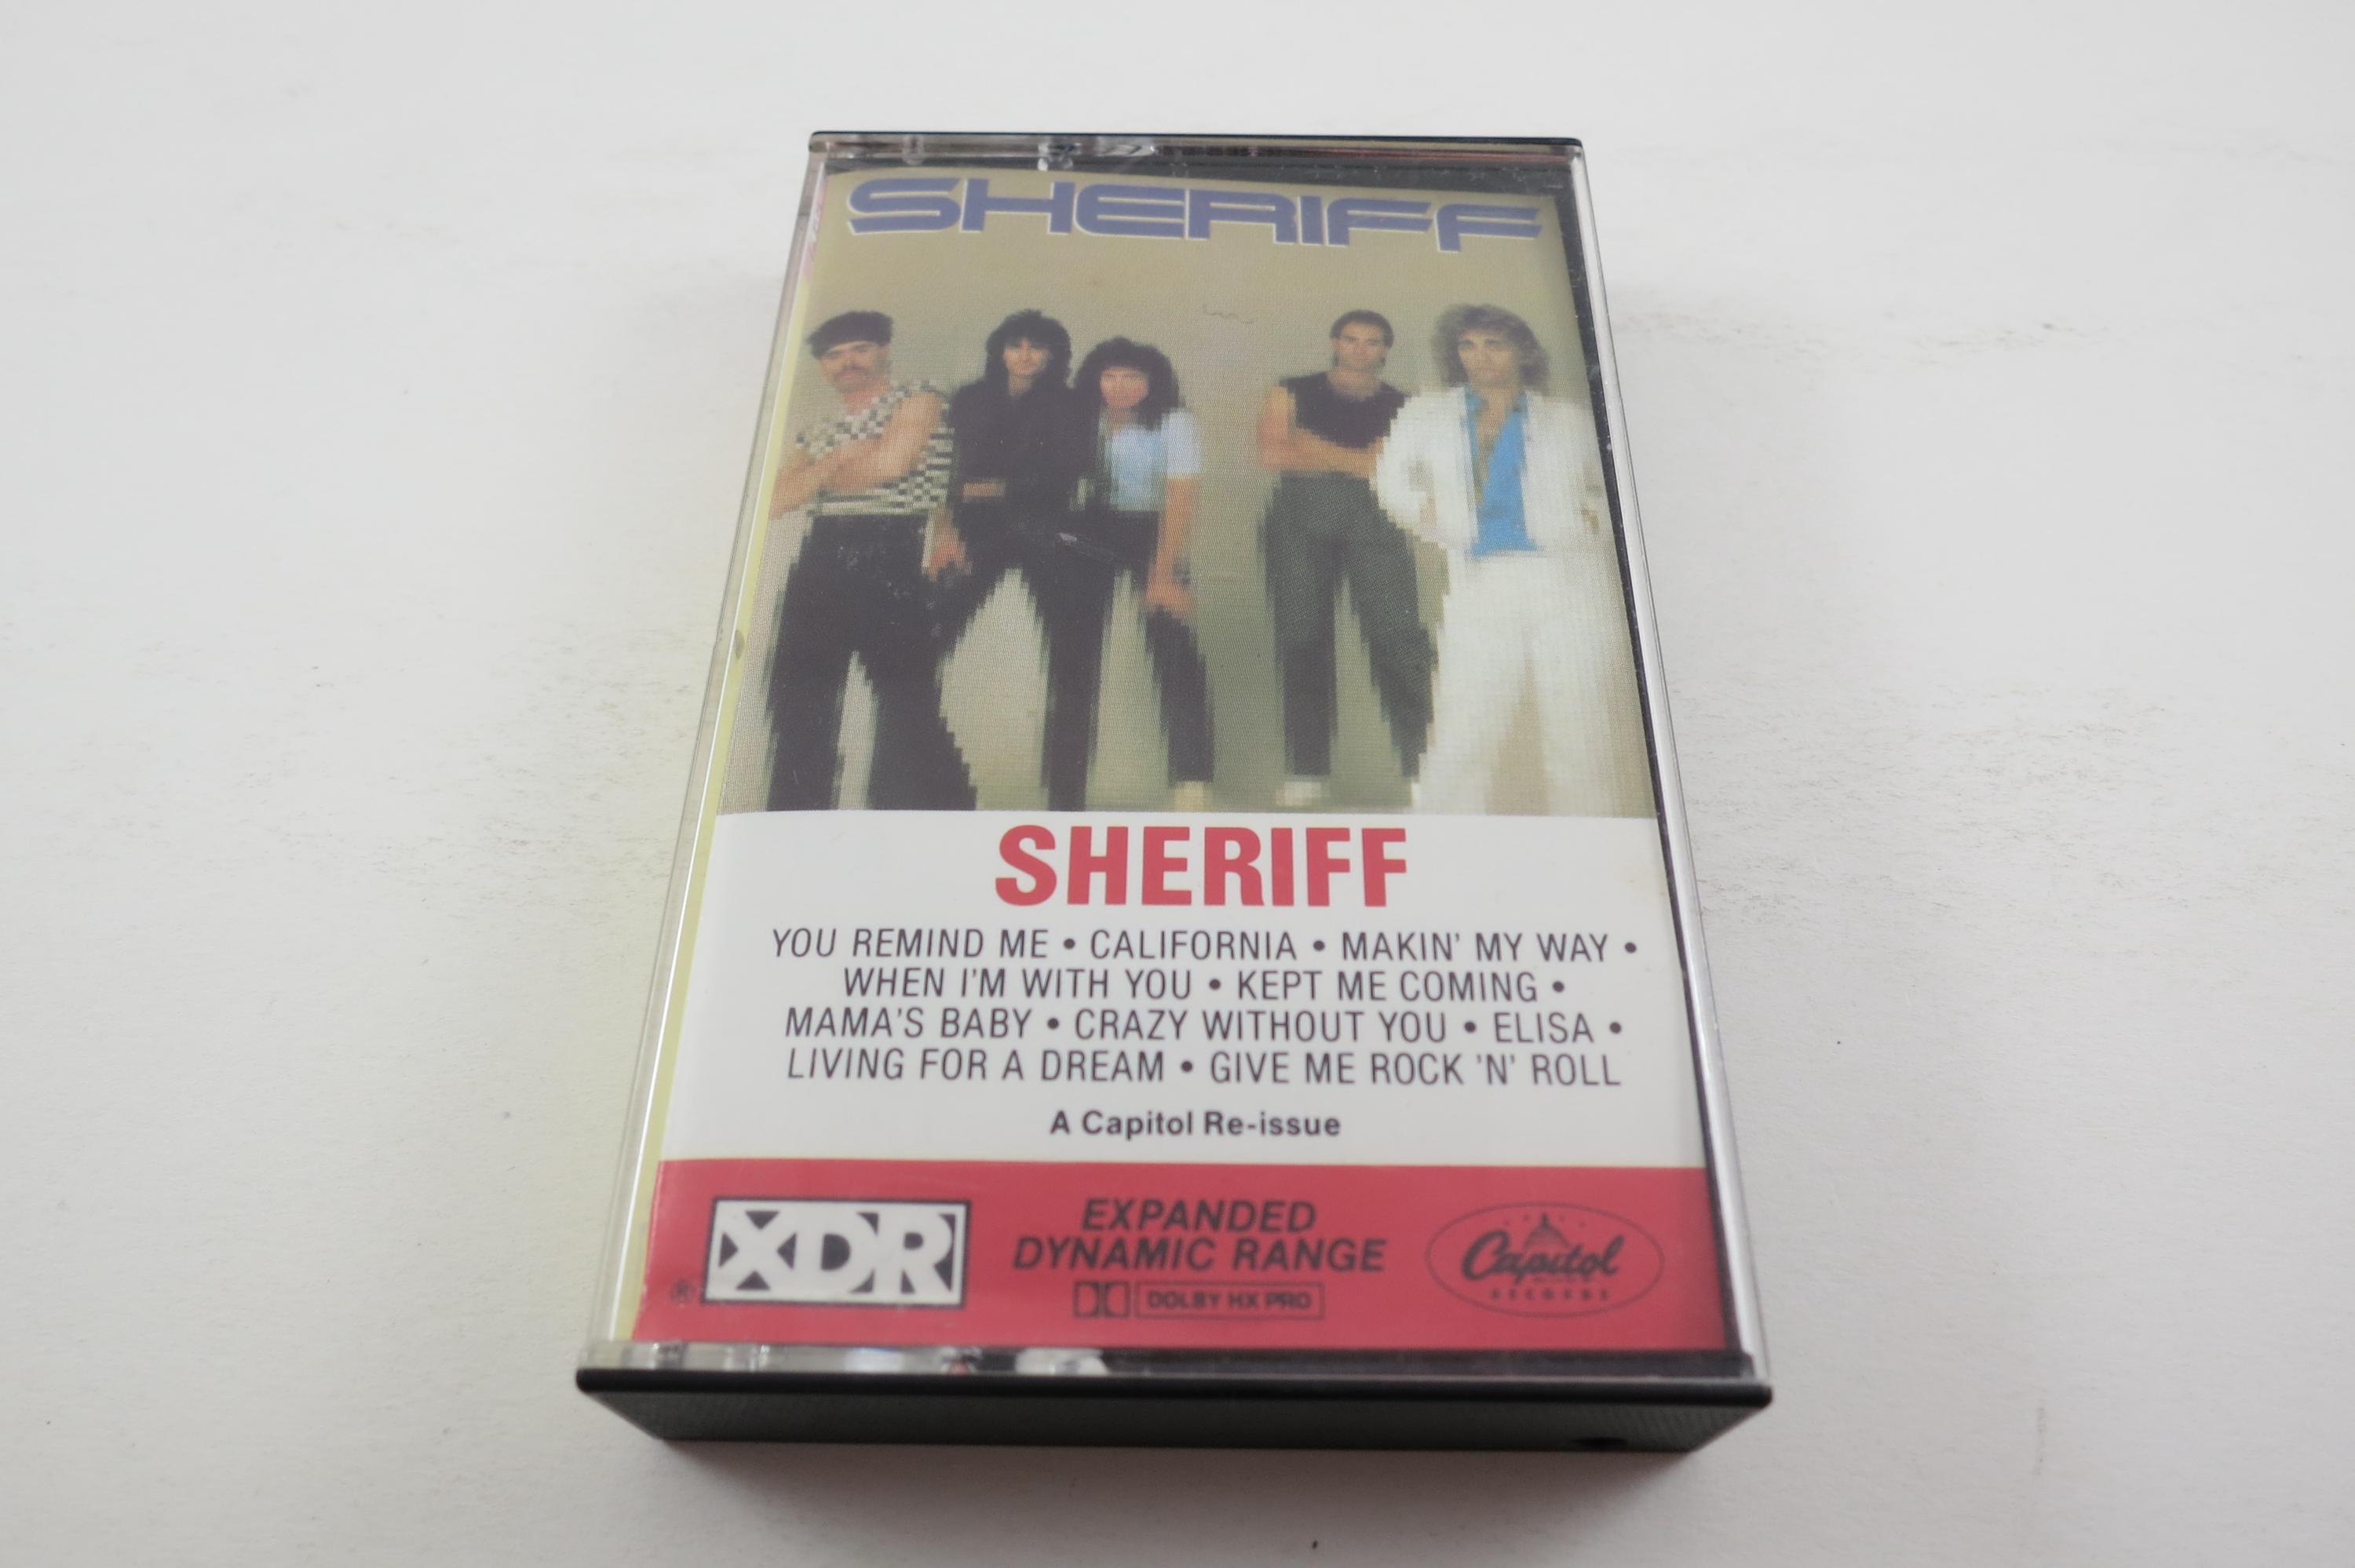 SHERIFF
SHERIFF
YOU REMIND ME • CALIFORNIA • MAKIN' MY WAY •
WHEN I'M WITH YOU • KEPT ME COMING •
MAMA'S BABY • CRAZY WITHOUT YOU • ELISA •
LIVING FOR A DREAM • GIVE ME ROCK 'N' ROLL
A Capitol Re-issue
® XDR
EXPANDED
DYNAMIC RANGE
DOLBY HX PRO
Capitol
RECORDS